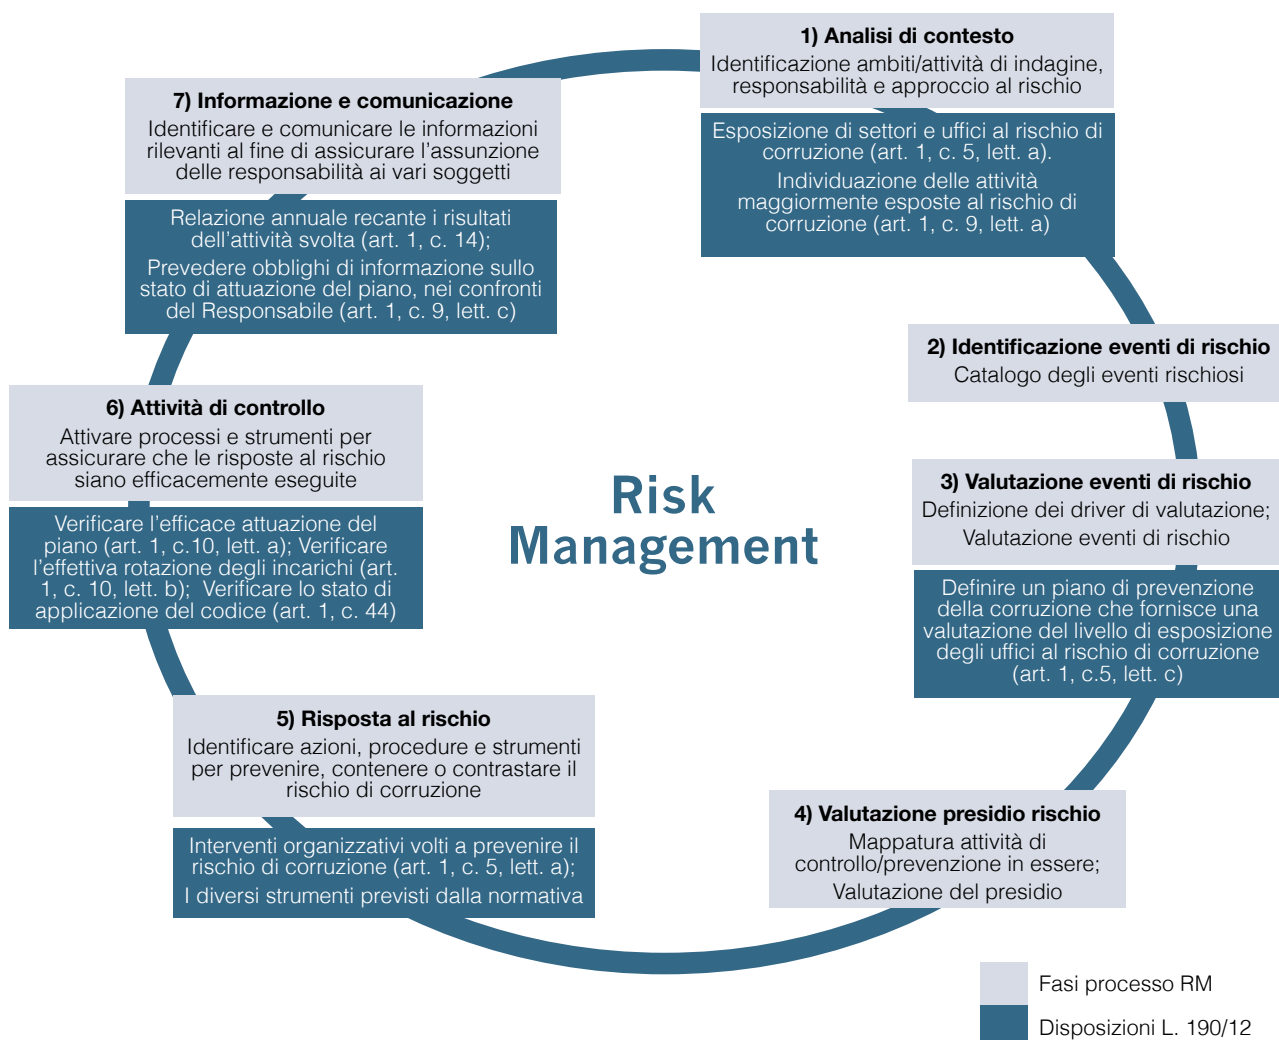 1) Analisi di contesto
Identificazione ambiti/attività di indagine,
responsabilità e approccio al rischio
Esposizione di settori e uffici al rischio di
corruzione (art. 1, c. 5, lett. a).
Individuazione delle attività
maggiormente esposte al rischio di
corruzione (art. 1, c. 9, lett. a)
2) Identificazione eventi di rischio
Catalogo degli eventi rischiosi
3) Valutazione eventi di rischio
Definizione dei driver di valutazione;
Valutazione eventi di rischio
Definire un piano di prevenzione
della corruzione che fornisce una
valutazione del livello di esposizione
degli uffici al rischio di corruzione
(art. 1, c.5, lett. c)
4) Valutazione presidio rischio
Mappatura attività di
controllo/prevenzione in essere;
Valutazione del presidio
5) Risposta al rischio
Identificare azioni, procedure e strumenti
per prevenire, contenere o contrastare il
rischio di corruzione
Interventi organizzativi volti a prevenire il
rischio di corruzione (art. 1, c. 5, lett. a);
I diversi strumenti previsti dalla normativa
6) Attività di controllo
Attivare processi e strumenti per
assicurare che le risposte al rischio
siano efficacemente eseguite
Verificare l’efficace attuazione del
piano (art. 1, c.10, lett. a); Verificare
l’effettiva rotazione degli incarichi (art.
1, c. 10, lett. b); Verificare lo stato di
applicazione del codice (art. 1, c. 44)
7) Informazione e comunicazione
Identificare e comunicare le informazioni
rilevanti al fine di assicurare l’assunzione
delle responsabilità ai vari soggetti
Relazione annuale recante i risultati
dell’attività svolta (art. 1, c. 14);
Prevedere obblighi di informazione sullo
stato di attuazione del piano, nei confronti
del Responsabile (art. 1, c. 9, lett. c)
Risk
Management
Fasi processo RM
Disposizioni L. 190/12